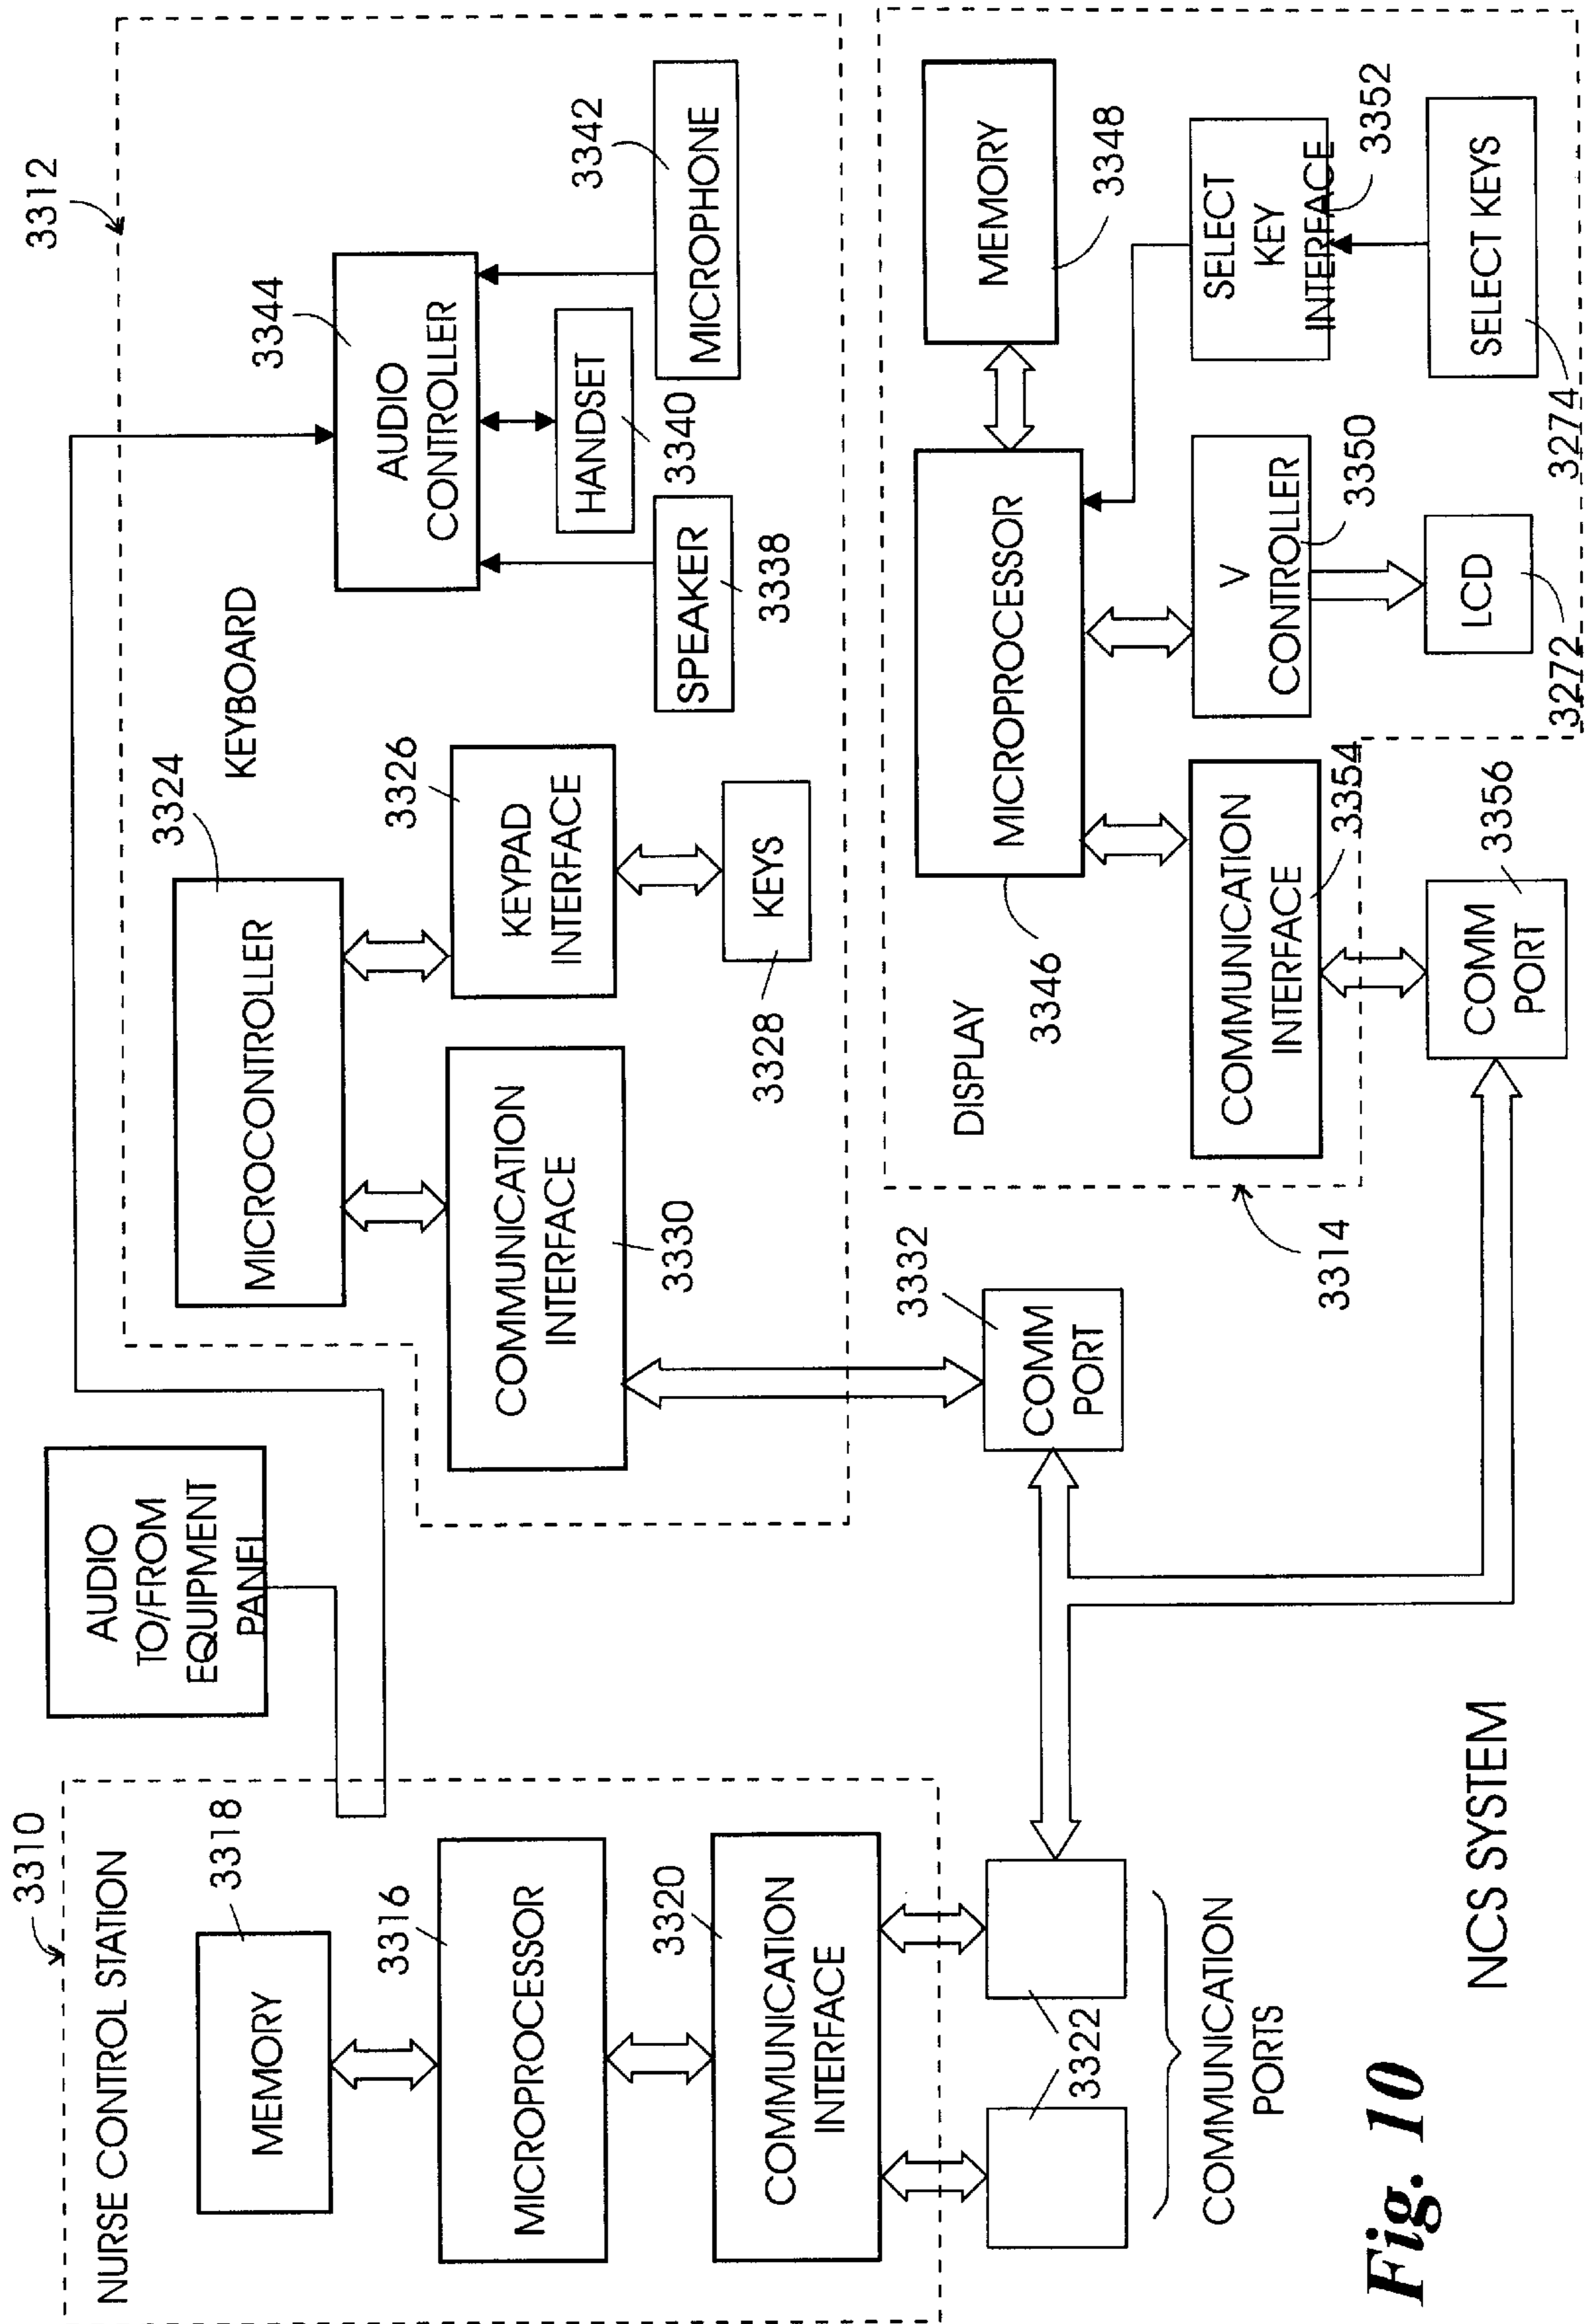 3310
NURSE CONTROL STATION
3318
MEMORY
3316
MICROPROCESSOR
3320
COMMUNICATION
INTERFACE
3322
COMMUNICATION
PORTS
AUDIO
TO/FROM
EQUIPMENT
PANEL
3312
KEYBOARD
3324
MICROCONTROLLER
3326
KEYPAD
INTERFACE
KEYS
3328
COMMUNICATION
INTERFACE
3330
3344
AUDIO
CONTROLLER
HANDSET
3340
3342
MICROPHONE
SPEAKER
3338
3332
COMM
PORT
3314
DISPLAY
MICROPROCESSOR
3346
MEMORY
3348
SELECT
KEY
INTERFACE
3352
SELECT KEYS
3274
V
CONTROLLER
3350
LCD
3272
COMMUNICATION
INTERFACE
3354
COMM
PORT
3356
NCS SYSTEM
Fig. 10